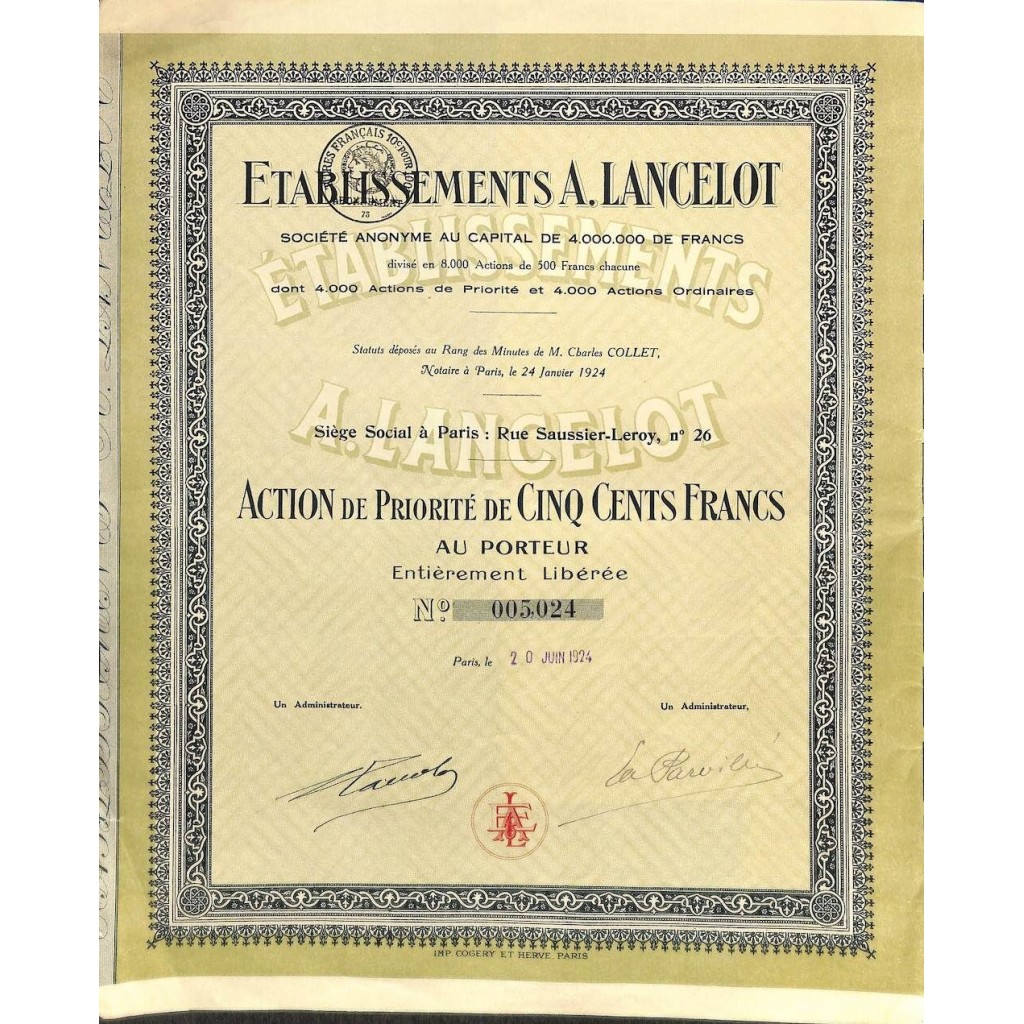 ETABLISSEMENTS A. LANCELOT
SOCIÉTÉ ANONYME AU CAPITAL DE 4.000.000 DE FRANCS
divisé en 8.000 Actions de 500 Francs chacune
dont 4.000 Actions de Priorité et 4.000 Actions Ordinaires
ÉTABLISSEMENTS
Statuts déposés au Rang des Minutes de M. Charles COLLET,
Notaire à Paris, le 24 Janvier 1924
A. LANCELOT
Siège Social à Paris : Rue Saussier-Leroy, n° 26
ACTION DE PRIORITÉ DE CINQ CENTS FRANCS
AU PORTEUR
Entièrement Libérée
N° 005,024
Paris, le 20 JUIN 1924
Un Administrateur. Un Administrateur,
IMP. COGERY ET HERVE. PARIS